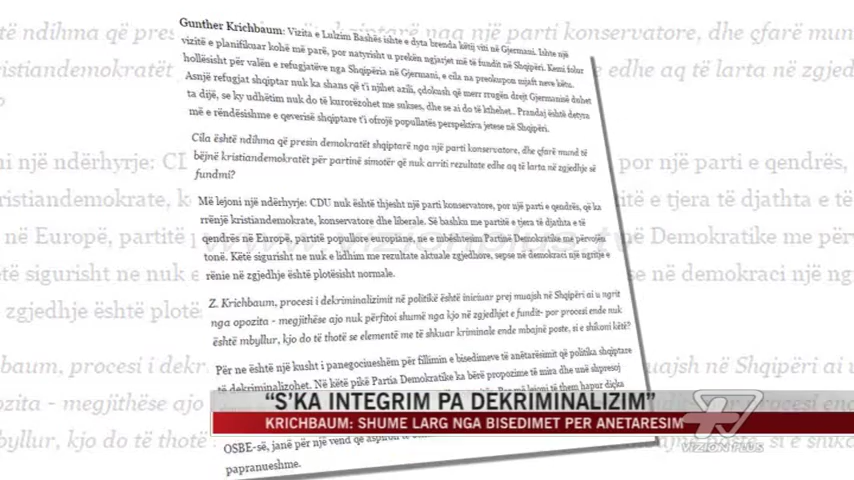 Gunther Krichbaum: Vizita e Lulzim Bashës ishte e dyta brenda këtij viti në Gjermani. Ishte një
vizitë e planifikuar kohë më parë, por natyrisht u prekën ngjarjet më të fundit në Shqipëri. Kemi folur
hollësisht për valën e refugjatëve nga Shqipëria në Gjermani, e cila na preokupon mjaft neve këtu.
Asnjë refugjat shqiptar nuk ka shans që t'i njihet azili, çdokush që merr rrugën drejt Gjermanisë duhet
ta dijë, se ky udhëtim nuk do të kurorëzohet me sukses, dhe se ai do të kthehet.. Prandaj është detyra
më e rëndësishme e qeverisë shqiptare t'i ofrojë popullatës perspektiva jetese në Shqipëri.
Cila është ndihma që presin demokratët shqiptarë nga një parti konservatore, dhe çfarë mund të
bëjnë kristiandemokratët për partinë simotër që nuk arriti rezultate edhe aq të larta në zgjedhje së
fundmi?
Më lejoni një ndërhyrje: CDU nuk është thjesht një parti konservatore, por një parti e qendrës, që ka
rrënjë kristiandemokrate, konservatore dhe liberale. Së bashku me partitë e tjera të djathta e të
qendrës në Europë, partitë popullore europiane, ne e mbështesim Partinë Demokratike me përvojën
tonë. Këtë sigurisht ne nuk e lidhim me rezultate aktuale zgjedhore, sepse në demokraci një ngritje e
rënie në zgjedhje është plotësisht normale.
Z. Krichbaum, procesi i dekriminalizimit në politikë është iniciuar prej muajsh në Shqipëri ai u ngrit
nga opozita - megjithëse ajo nuk përfitoi shumë nga kjo në zgjedhjet e fundit- por procesi ende nuk
është mbyllur, kjo do të thotë se elementë me të shkuar kriminale ende mbajnë poste, si e shikoni këtë?
Për ne është një kusht i panegociueshëm për fillimin e bisedimeve të anëtarësimit që politika shqiptare
të dekriminalizohet. Në këtë pikë Partia Demokratike ka bërë propozime të mira dhe unë shpresoj
"S'KA INTEGRIM PA DEKRIMINALIZIM"
KRICHBAUM: SHUME LARG NGA BISEDIMET PER ANETARESIM
OSBE-së, janë për një vend që aspiron
papranueshme.
VIZION PLUS